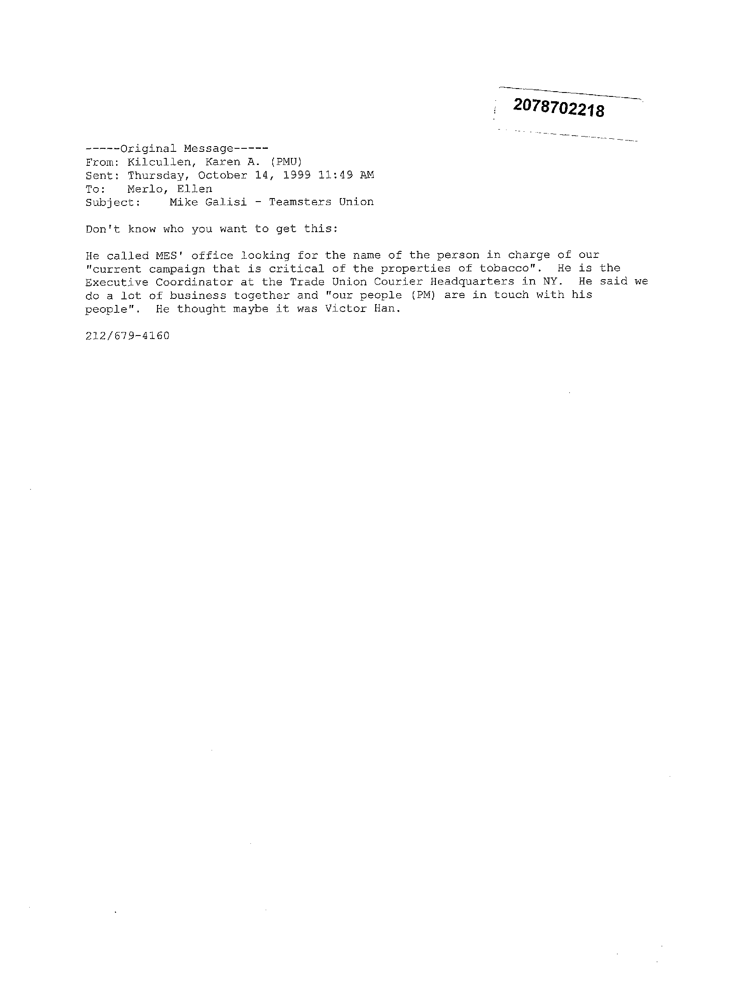 2078702218
-----Original Message-----
From: Kilcullen, Karen A. (PMU)
Sent: Thursday, October 14, 1999 11:49 AM
To: Merlo, Ellen
Subject: Mike Galisi - Teamsters Union
Don't know who you want to get this:
He called MES' office looking for the name of the person in charge of our
"current campaign that is critical of the properties of tobacco". He is the
Executive Coordinator at the Trade Union Courier Headquarters in NY. He said we
do a lot of business together and "our people (PM) are in touch with his
people". He thought maybe it was Victor Han.
212/679-4160